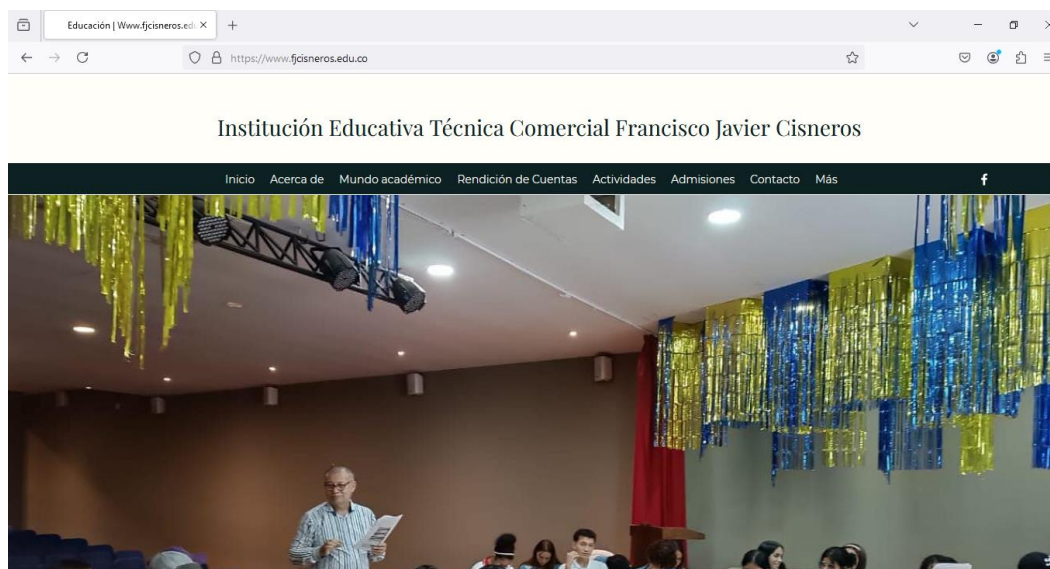 Educación | Www.fjcisneros.edu
https://www.fjcisneros.edu.co
Institución Educativa Técnica Comercial Francisco Javier Cisneros
Inicio Acerca de Mundo académico Rendición de Cuentas Actividades Admisiones Contacto Más